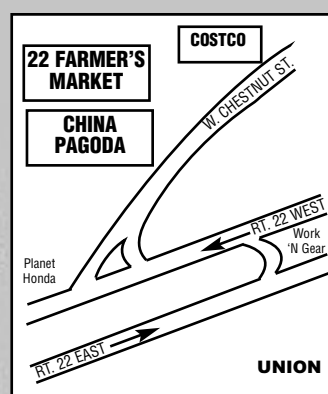 COSTCO
22 FARMER'S
MARKET
CHINA
PAGODA
W. CHESTNUT ST.
RT. 22 WEST
Work
'N Gear
Planet
Honda
RT. 22 EAST
UNION